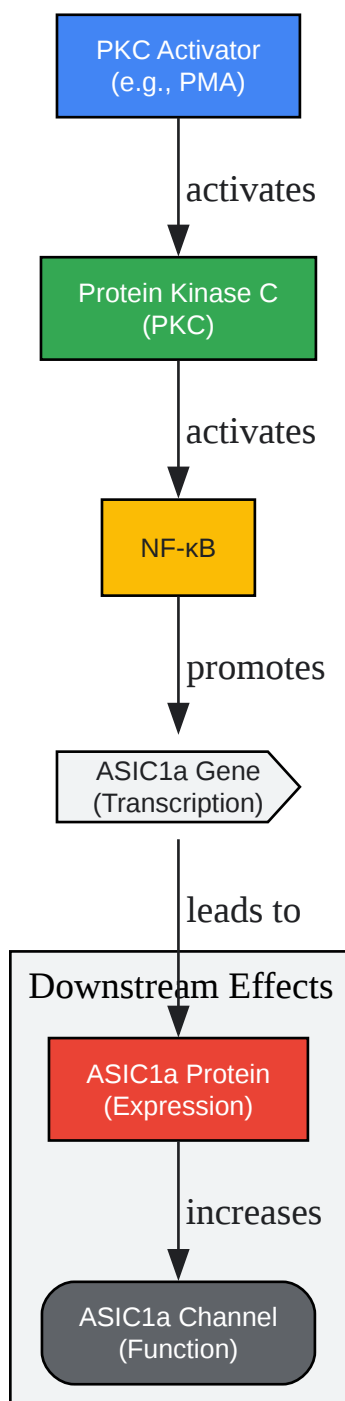 PKC Activator
(e.g., PMA)
activates
Protein Kinase C
(PKC)
activates
NF-κB
promotes
ASIC1a Gene
(Transcription)
leads to
Downstream Effects
ASIC1a Protein
(Expression)
increases
ASIC1a Channel
(Function)